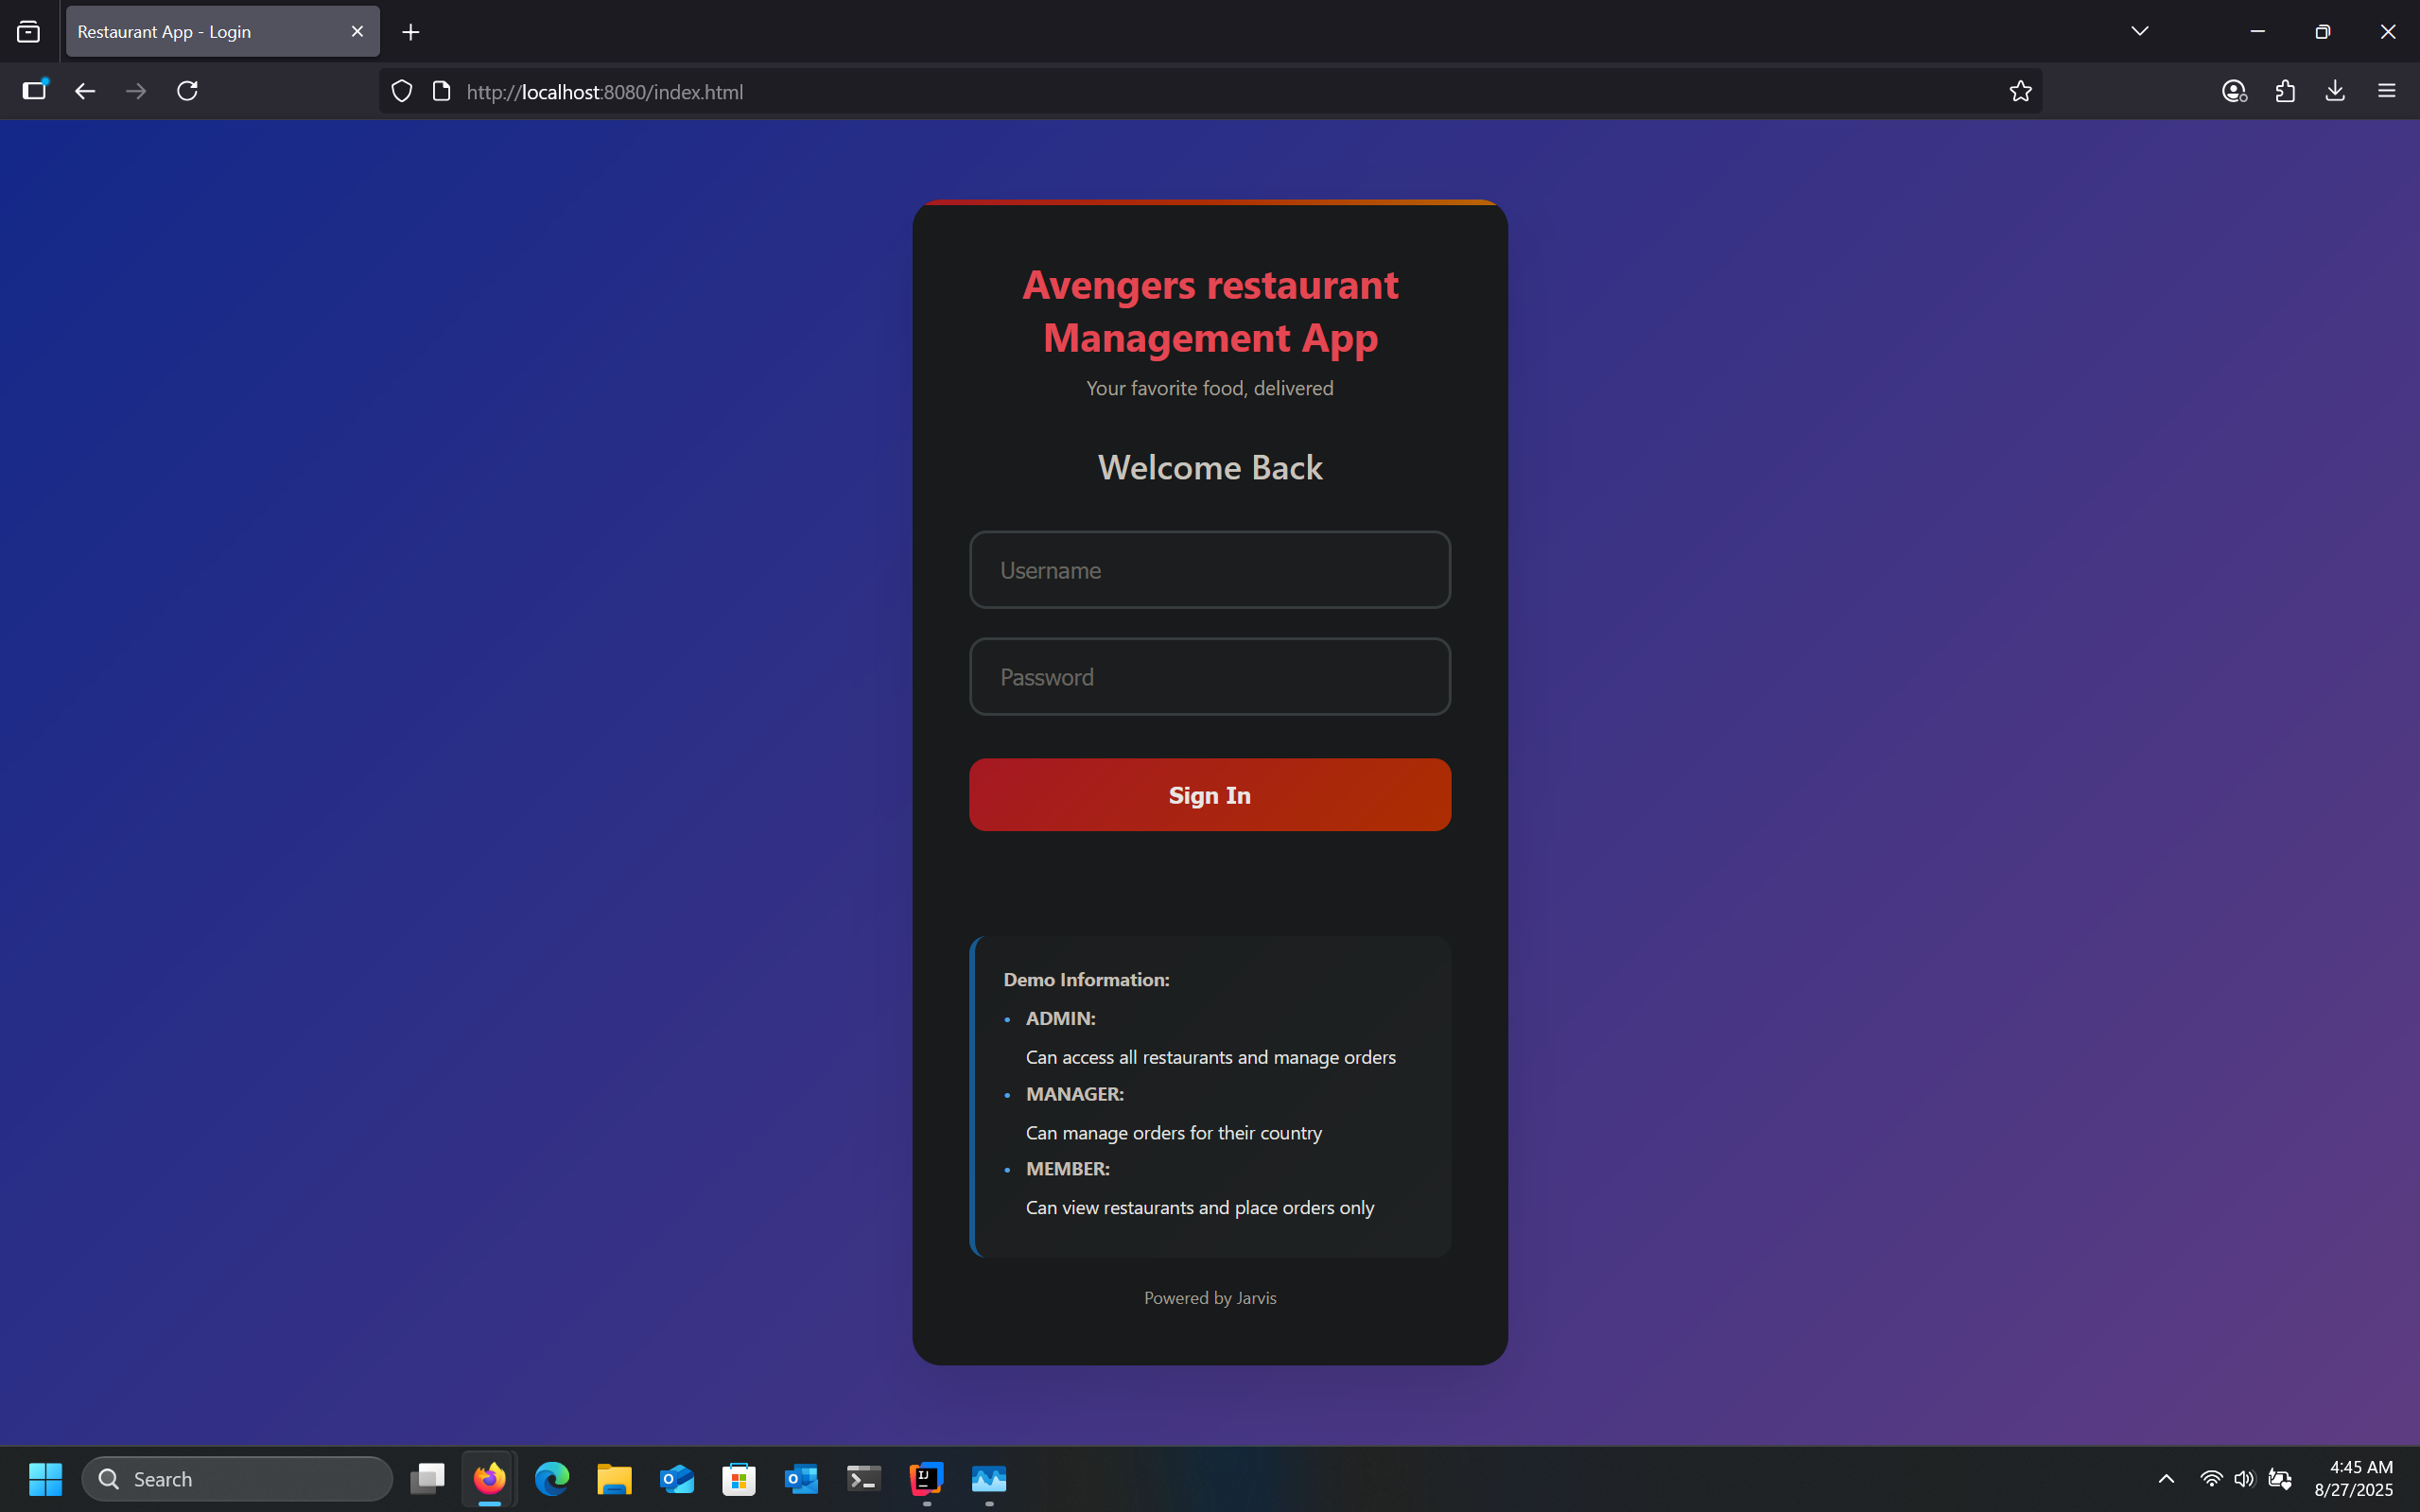 Restaurant App - Login
http://localhost:8080/index.html
Avengers restaurant
Management App
Your favorite food, delivered
Welcome Back
Username
Password
Sign In
Demo Information:
• ADMIN:
Can access all restaurants and manage orders
• MANAGER:
Can manage orders for their country
• MEMBER:
Can view restaurants and place orders only
Powered by Jarvis
Search
4:45 AM
8/27/2025